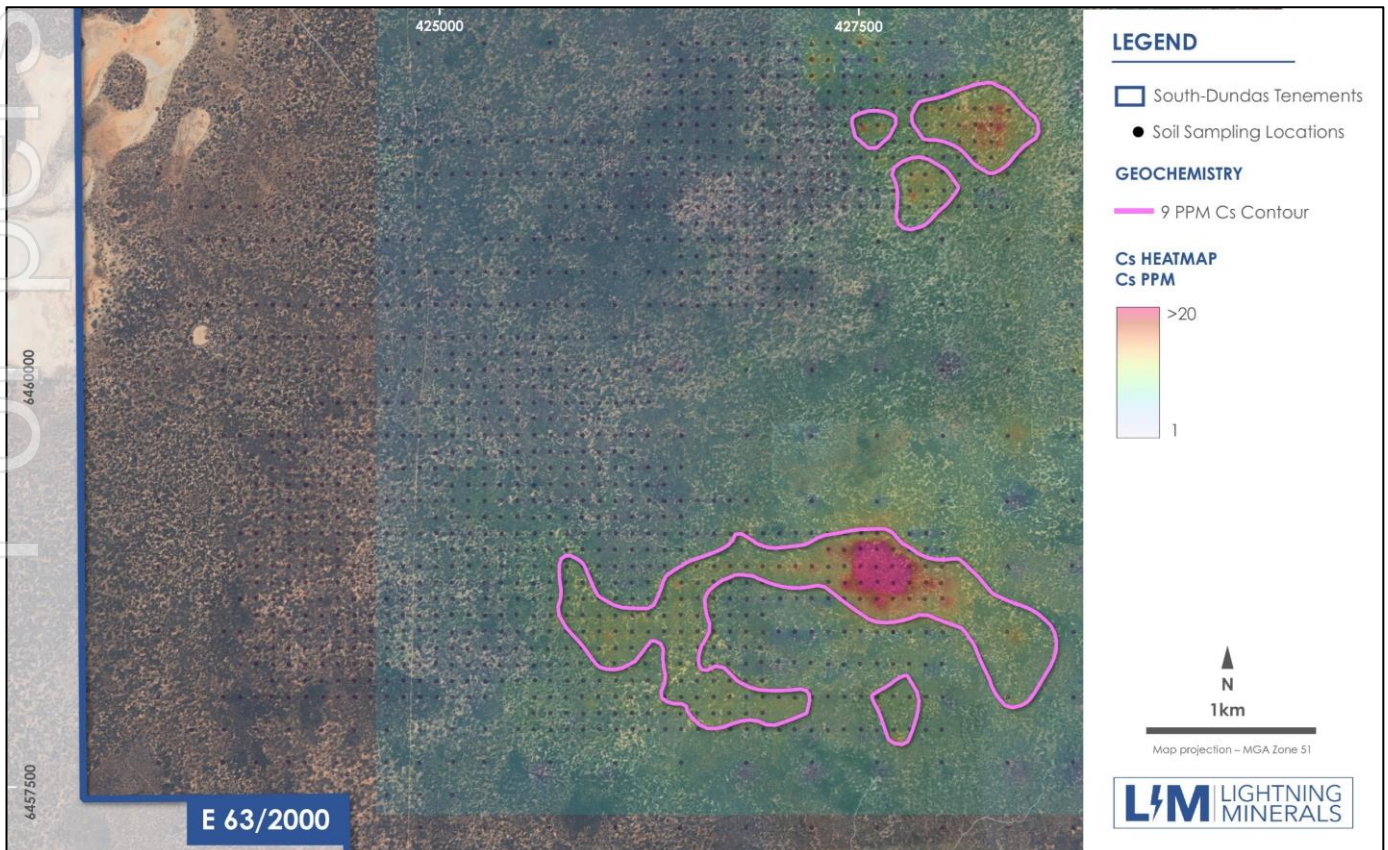 425000
427500
6460000
6457500
E 63/2000
LEGEND
South-Dundas Tenements
Soil Sampling Locations
GEOCHEMISTRY
9 PPM Cs Contour
Cs HEATMAP
Cs PPM
>20
1
N
1km
Map projection – MGA Zone 51
LM LIGHTNING
MINERALS